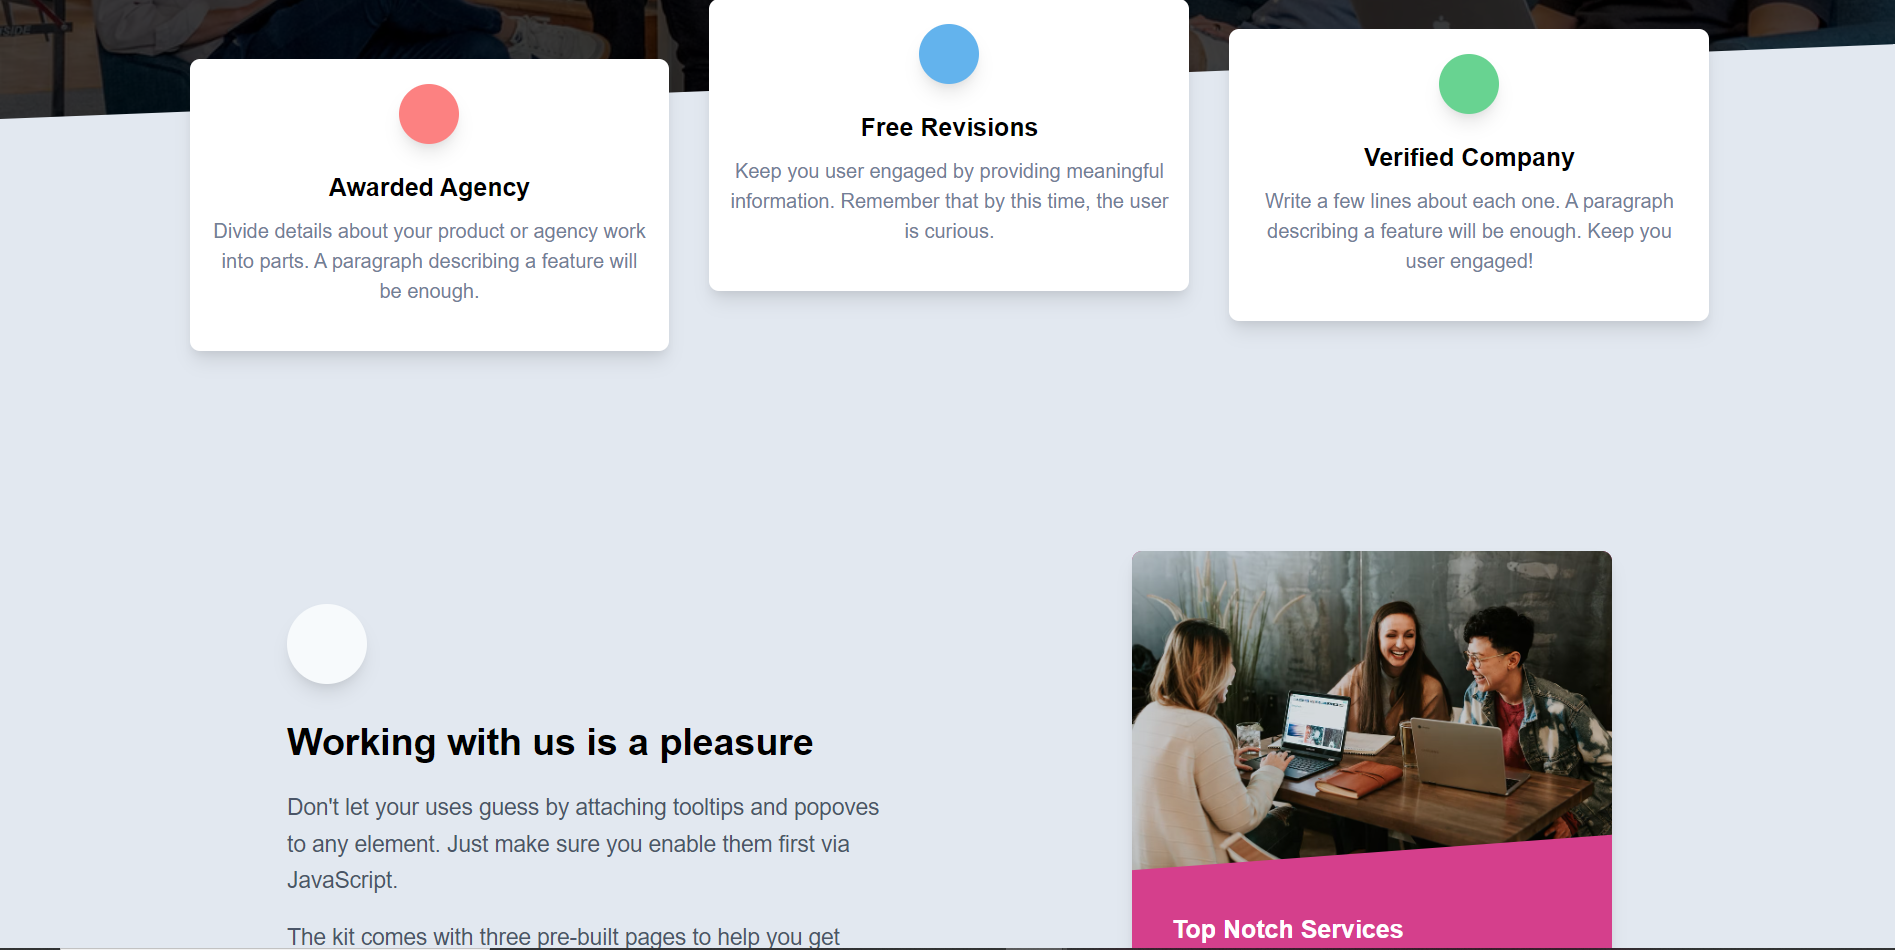 Awarded Agency
Divide details about your product or agency work
into parts. A paragraph describing a feature will
be enough.
Free Revisions
Keep you user engaged by providing meaningful
information. Remember that by this time, the user
is curious.
Verified Company
Write a few lines about each one. A paragraph
describing a feature will be enough. Keep you
user engaged!
Working with us is a pleasure
Don't let your uses guess by attaching tooltips and popoves
to any element. Just make sure you enable them first via
JavaScript.
The kit comes with three pre-built pages to help you get
Top Notch Services